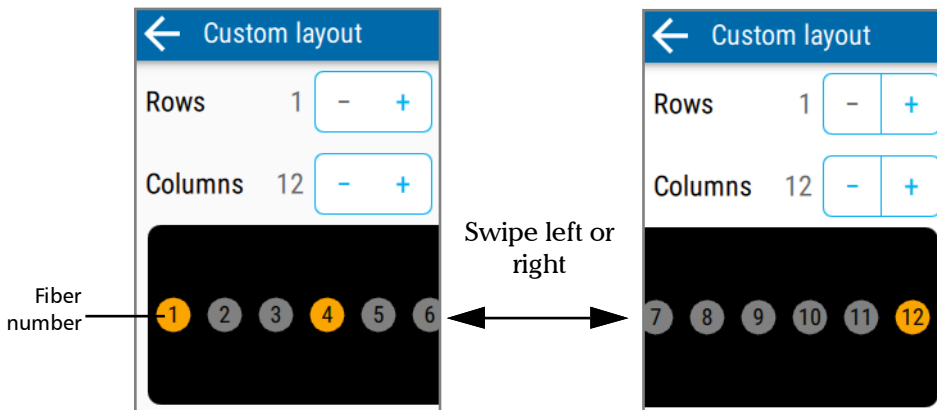 Custom layout
Rows 1 − +
Columns 12 − +
1 2 3 4 5 6
Fiber
number
Swipe left or
right
Custom layout
Rows 1 − +
Columns 12 − +
7 8 9 10 11 12